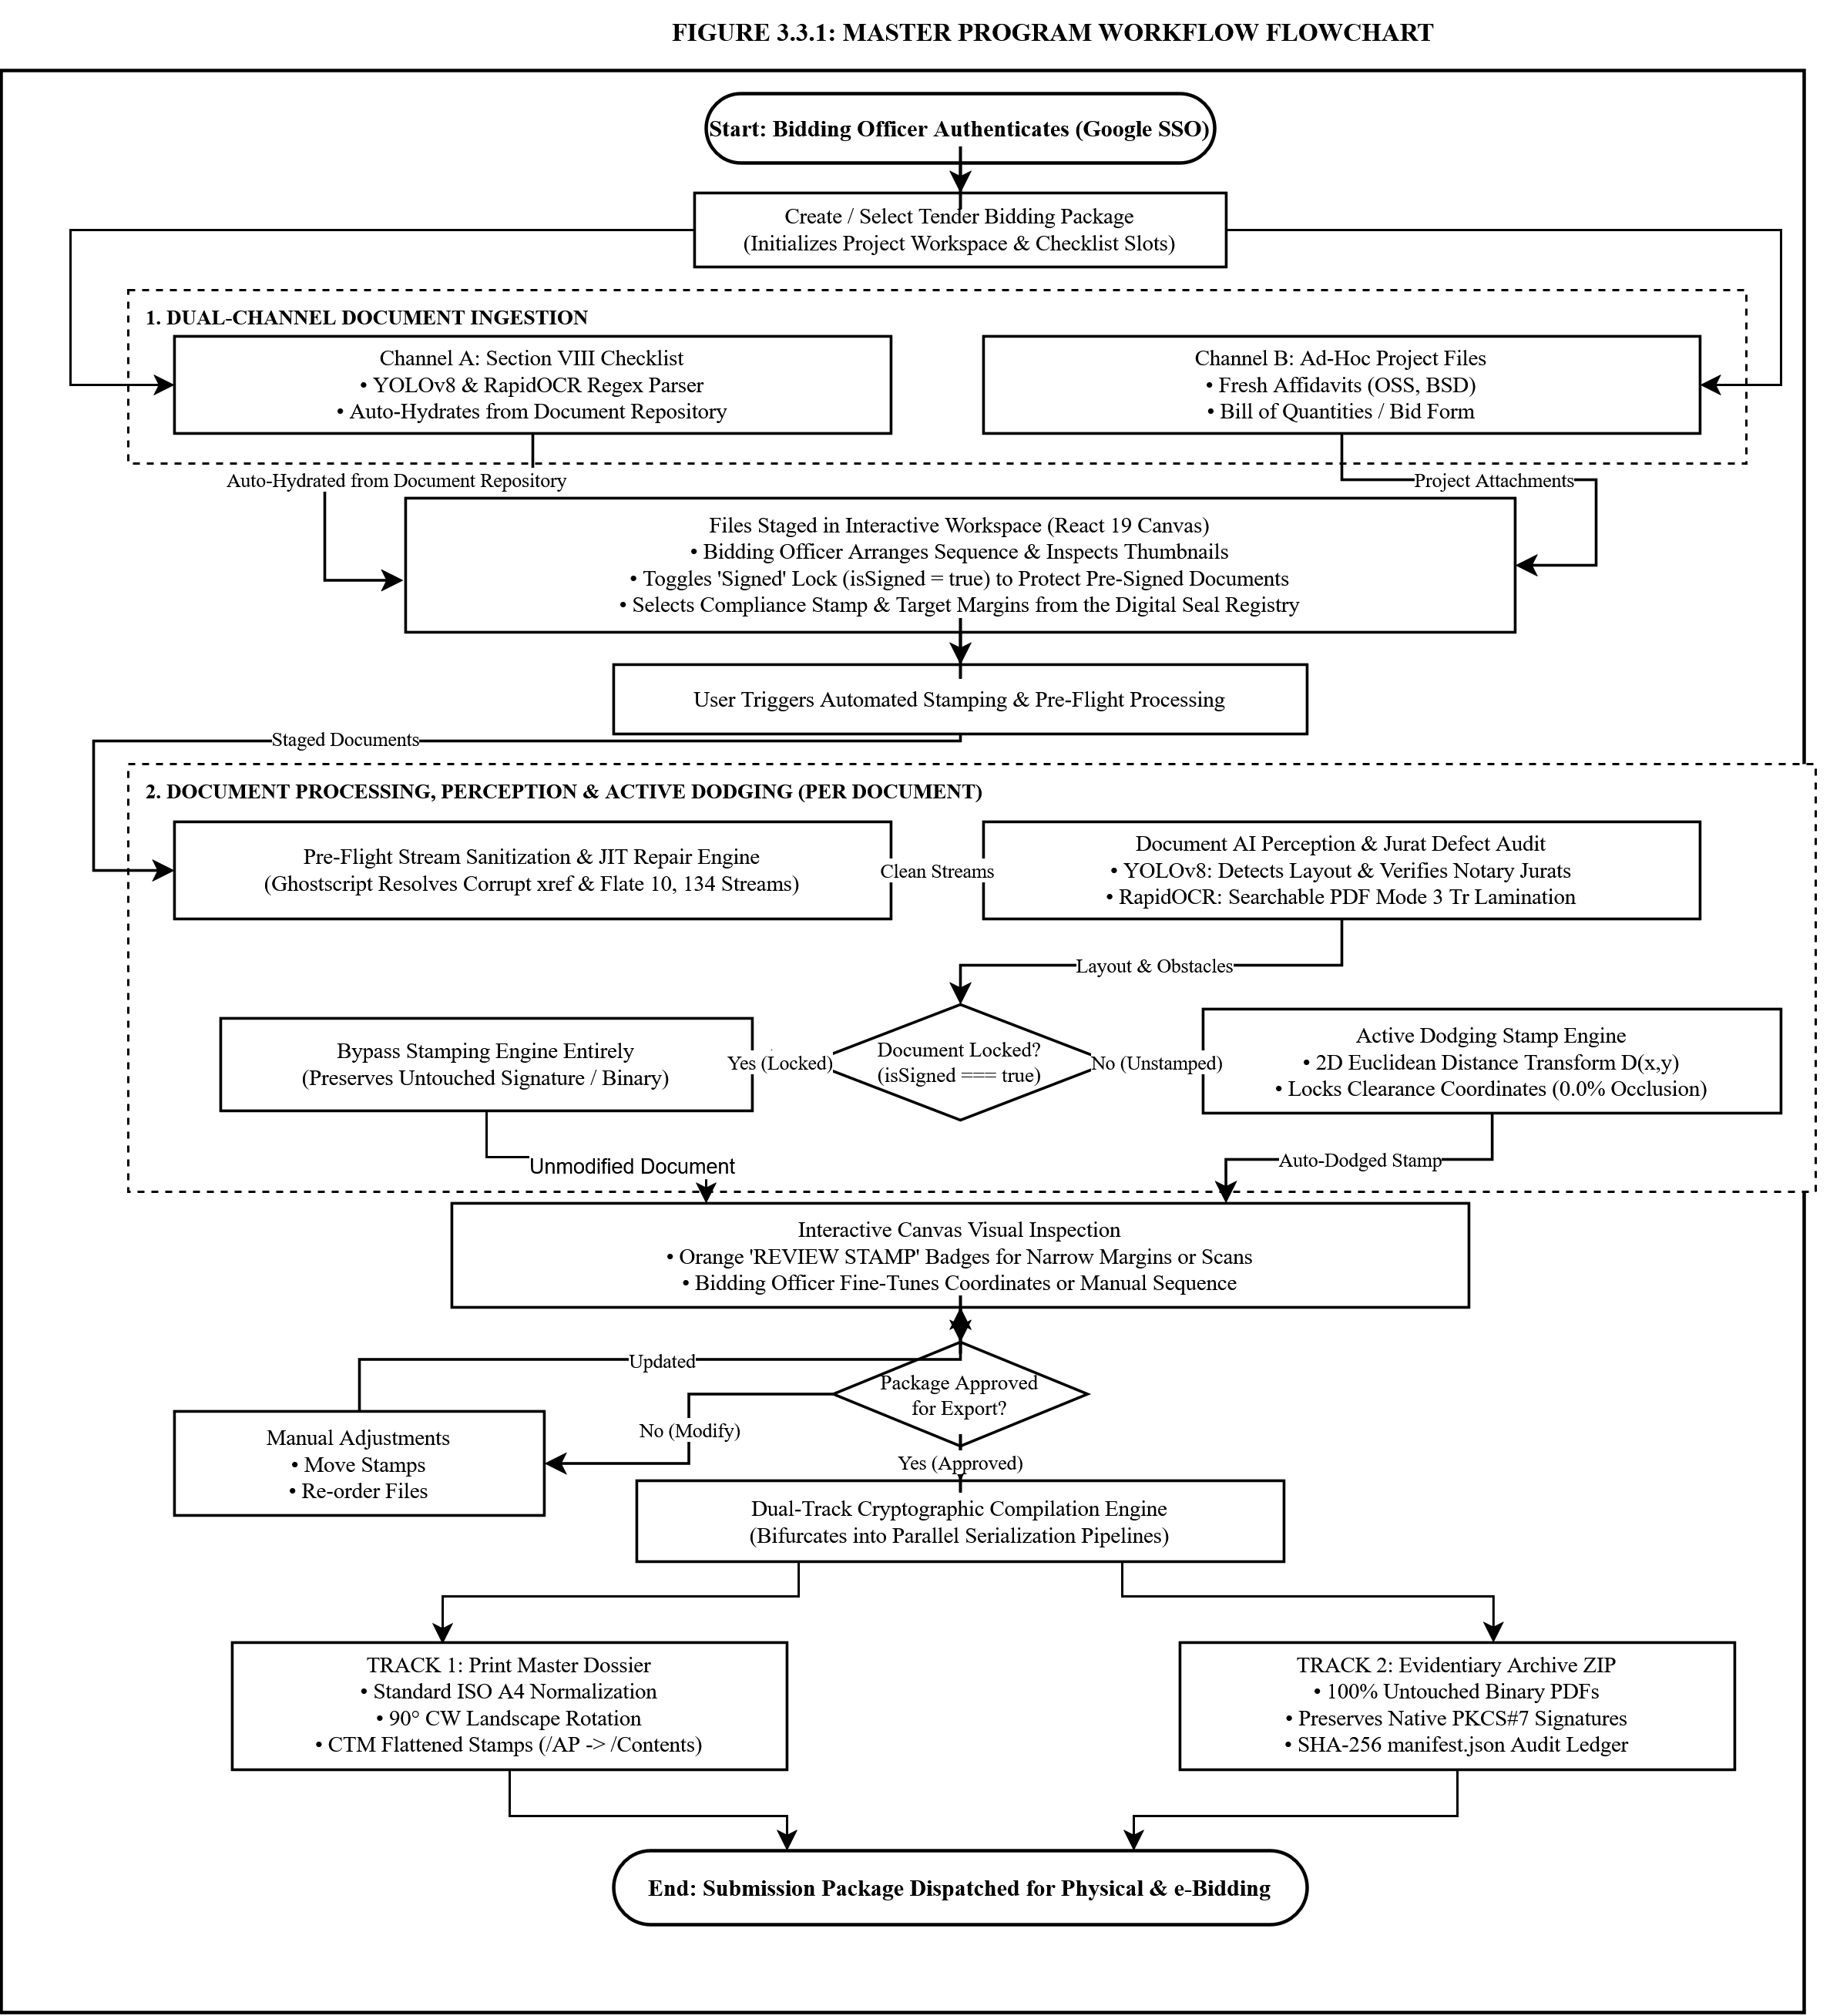 FIGURE 3.3.1: MASTER PROGRAM WORKFLOW FLOWCHART
Start: Bidding Officer Authenticates (Google SSO)
Create / Select Tender Bidding Package
(Initializes Project Workspace & Checklist Slots)
1. DUAL-CHANNEL DOCUMENT INGESTION
Channel A: Section VIII Checklist
• YOLOv8 & RapidOCR Regex Parser
• Auto-Hydrates from Document Repository
Channel B: Ad-Hoc Project Files
• Fresh Affidavits (OSS, BSD)
• Bill of Quantities / Bid Form
Auto-Hydrated from Document Repository
Project Attachments
Files Staged in Interactive Workspace (React 19 Canvas)
• Bidding Officer Arranges Sequence & Inspects Thumbnails
• Toggles 'Signed' Lock (isSigned = true) to Protect Pre-Signed Documents
• Selects Compliance Stamp & Target Margins from the Digital Seal Registry
User Triggers Automated Stamping & Pre-Flight Processing
Staged Documents
2. DOCUMENT PROCESSING, PERCEPTION & ACTIVE DODGING (PER DOCUMENT)
Pre-Flight Stream Sanitization & JIT Repair Engine
(Ghostscript Resolves Corrupt xref & Flate 10, 134 Streams)
Clean Streams
Document AI Perception & Jurat Defect Audit
• YOLOv8: Detects Layout & Verifies Notary Jurats
• RapidOCR: Searchable PDF Mode 3 Tr Lamination
Layout & Obstacles
Bypass Stamping Engine Entirely
(Preserves Untouched Signature / Binary)
Yes (Locked)
Document Locked?
(isSigned === true)
No (Unstamped)
Active Dodging Stamp Engine
• 2D Euclidean Distance Transform D(x,y)
• Locks Clearance Coordinates (0.0% Occlusion)
Unmodified Document
Auto-Dodged Stamp
Interactive Canvas Visual Inspection
• Orange 'REVIEW STAMP' Badges for Narrow Margins or Scans
• Bidding Officer Fine-Tunes Coordinates or Manual Sequence
Updated
Package Approved
for Export?
No (Modify)
Manual Adjustments
• Move Stamps
• Re-order Files
Yes (Approved)
Dual-Track Cryptographic Compilation Engine
(Bifurcates into Parallel Serialization Pipelines)
TRACK 1: Print Master Dossier
• Standard ISO A4 Normalization
• 90° CW Landscape Rotation
• CTM Flattened Stamps (/AP -> /Contents)
TRACK 2: Evidentiary Archive ZIP
• 100% Untouched Binary PDFs
• Preserves Native PKCS#7 Signatures
• SHA-256 manifest.json Audit Ledger
End: Submission Package Dispatched for Physical & e-Bidding